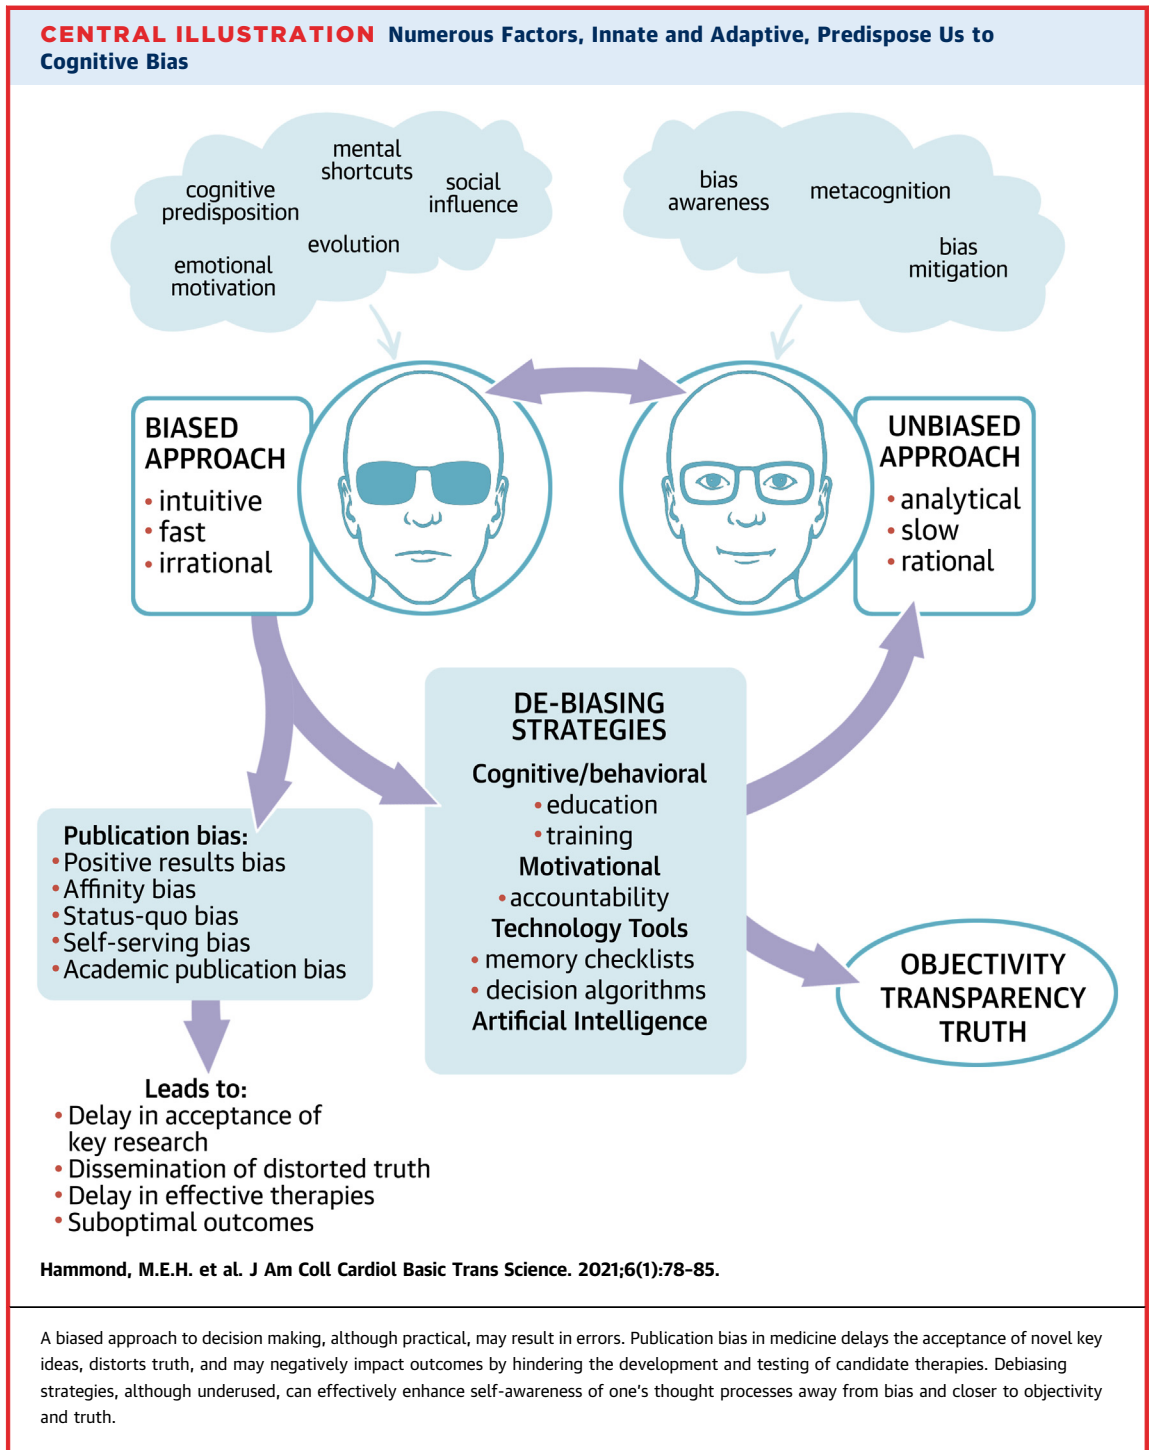 CENTRAL ILLUSTRATION Numerous Factors, Innate and Adaptive, Predispose Us to
Cognitive Bias
mental
shortcuts
cognitive
predisposition
social
influence
evolution
emotional
motivation
bias
awareness
metacognition
bias
mitigation
BIASED
APPROACH
• intuitive
• fast
• irrational
UNBIASED
APPROACH
• analytical
• slow
• rational
DE-BIASING
STRATEGIES
Cognitive/behavioral
• education
• training
Motivational
• accountability
Technology Tools
• memory checklists
• decision algorithms
Artificial Intelligence
Publication bias:
• Positive results bias
• Affinity bias
• Status-quo bias
• Self-serving bias
• Academic publication bias
OBJECTIVITY
TRANSPARENCY
TRUTH
Leads to:
• Delay in acceptance of
key research
• Dissemination of distorted truth
• Delay in effective therapies
• Suboptimal outcomes
Hammond, M.E.H. et al. J Am Coll Cardiol Basic Trans Science. 2021;6(1):78–85.
A biased approach to decision making, although practical, may result in errors. Publication bias in medicine delays the acceptance of novel key
ideas, distorts truth, and may negatively impact outcomes by hindering the development and testing of candidate therapies. Debiasing
strategies, although underused, can effectively enhance self-awareness of one's thought processes away from bias and closer to objectivity
and truth.